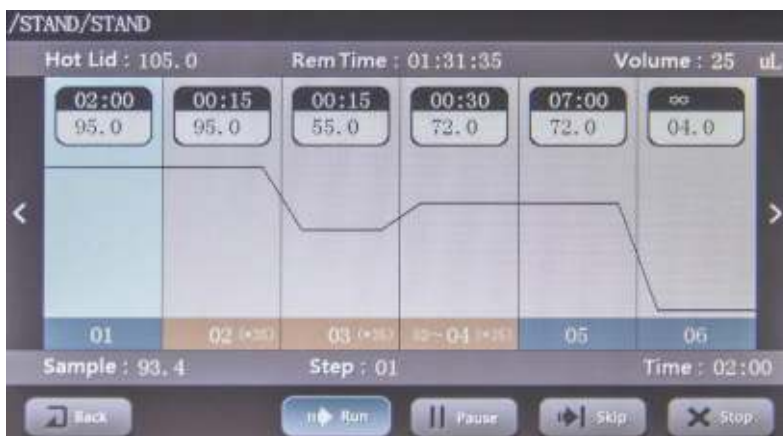 /STAND/STAND
Hot Lid : 105.0 Rem Time : 01:31:35 Volume : 25 uL
02:00 00:15 00:15 00:30 07:00 ∞
95.0 95.0 55.0 72.0 72.0 04.0
01 02 03 04 05 06
Sample : 93.4 Step : 01 Time : 02:00
Back Run Pause Skip Stop